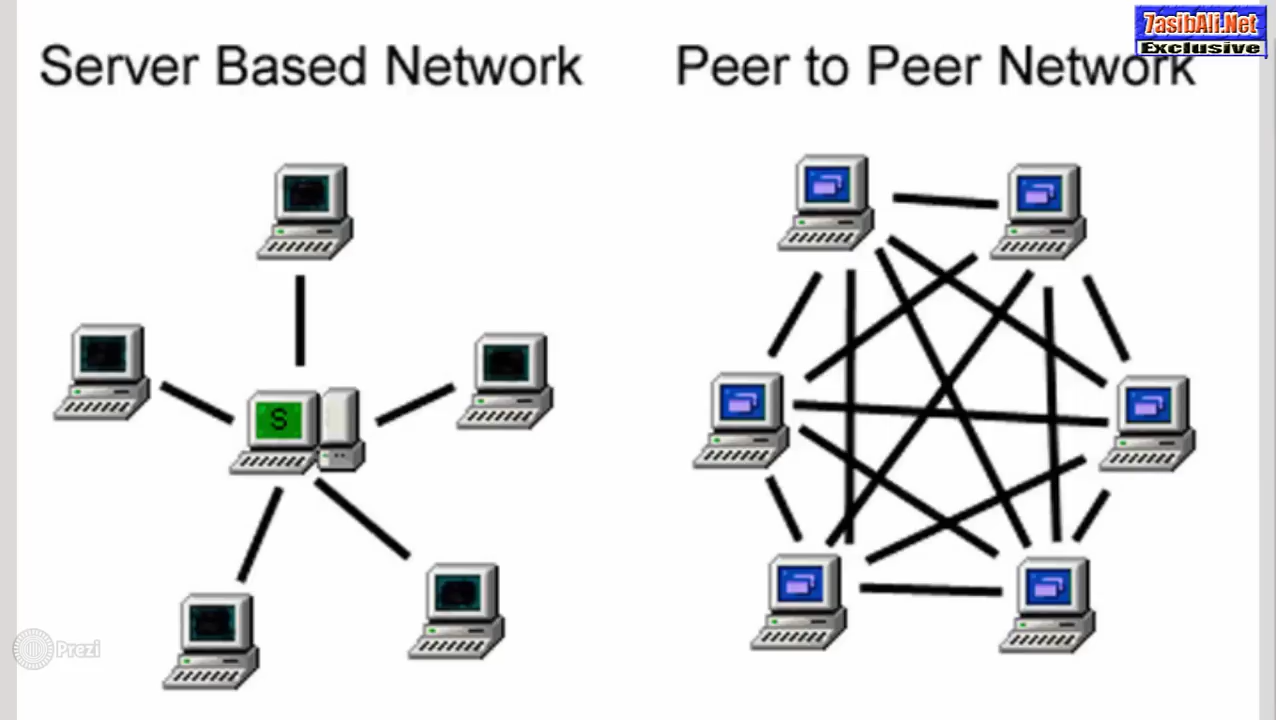 7asibAli.Net
Exclusive
Server Based Network
Peer to Peer Network
S
Prezi